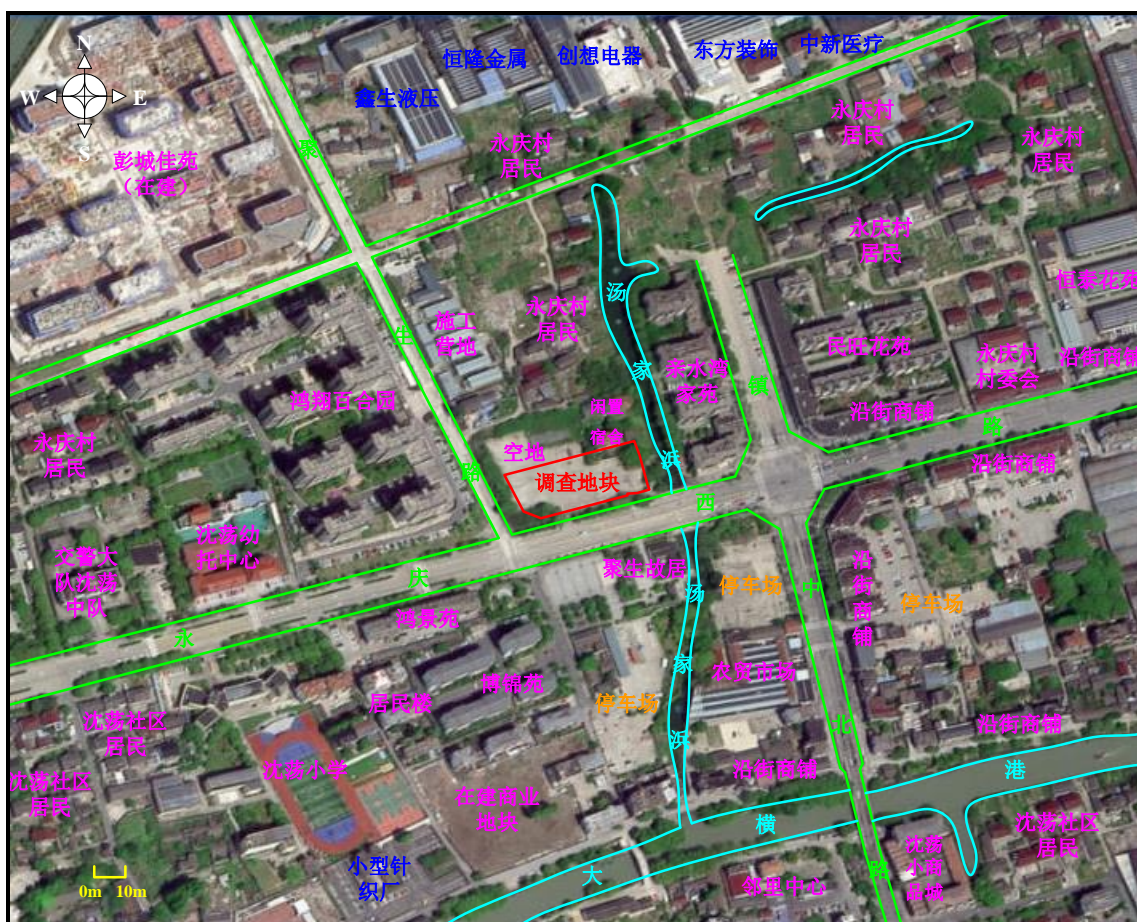 恒隆金属
创想电器
东方装饰
中新医疗
N
W
E
S
鑫生液压
永庆村
居民
永庆村
居民
永庆村
居民
聚
彭城佳苑
（在建）
永庆村
居民
恒泰花苑
汤
永庆村
居民
施工
营地
生
民旺花苑
永庆村
村委会
沿街商铺
家
亲水湾
家苑
镇
鸿翔百合园
闲置
宿舍
沿街商铺
路
永庆村
居民
空地
浜
沿街商铺
路
调查地块
西
沈荡幼
托中心
交警大
队沈荡
中队
庆
聚生故居
汤
停车场
中
沿
街
商
铺
停车场
永
鸿景苑
家
农贸市场
博锦苑
居民楼
停车场
沈荡社区
居民
浜
北
沿街商铺
沈荡社区
居民
沈荡小学
沿街商铺
港
在建商业
地块
横
沈荡社区
居民
小型针
织厂
大
邻里中心
路
沈荡
小商
品城
0m 10m